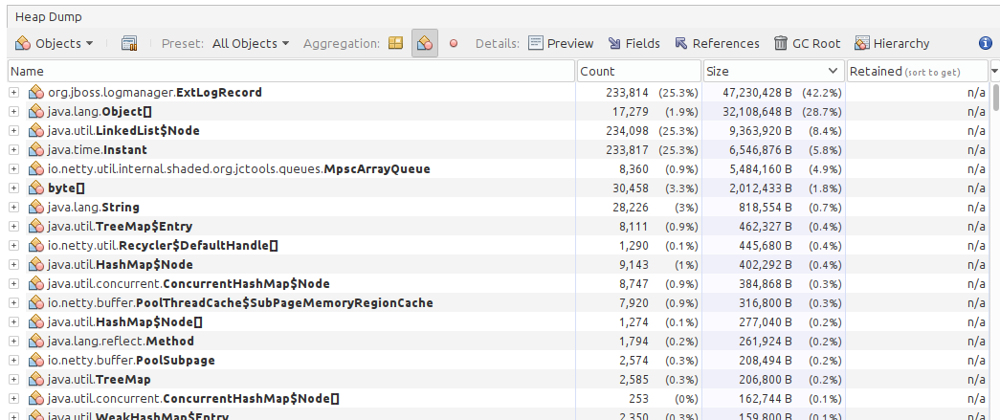 Heap Dump
Objects Preset: All Objects Aggregation: Details: Preview Fields References GC Root Hierarchy
Name Count Size Retained (sort to get)
org.jboss.logmanager.ExtLogRecord 233,814 (25.3%) 47,230,428 B (42.2%) n/a
java.lang.Object[] 17,279 (1.9%) 32,108,648 B (28.7%) n/a
java.util.LinkedList$Node 234,098 (25.3%) 9,363,920 B (8.4%) n/a
java.time.Instant 233,817 (25.3%) 6,546,876 B (5.8%) n/a
io.netty.util.internal.shaded.org.jctools.queues.MpscArrayQueue 8,360 (0.9%) 5,484,160 B (4.9%) n/a
byte[] 30,458 (3.3%) 2,012,433 B (1.8%) n/a
java.lang.String 28,226 (3%) 818,554 B (0.7%) n/a
java.util.TreeMap$Entry 8,111 (0.9%) 462,327 B (0.4%) n/a
io.netty.util.Recycler$DefaultHandle[] 1,290 (0.1%) 445,680 B (0.4%) n/a
java.util.HashMap$Node 9,143 (1%) 402,292 B (0.4%) n/a
java.util.concurrent.ConcurrentHashMap$Node 8,747 (0.9%) 384,868 B (0.3%) n/a
io.netty.buffer.PoolThreadCache$SubPageMemoryRegionCache 7,920 (0.9%) 316,800 B (0.3%) n/a
java.util.HashMap$Node[] 1,274 (0.1%) 277,040 B (0.2%) n/a
java.lang.reflect.Method 1,794 (0.2%) 261,924 B (0.2%) n/a
io.netty.buffer.PoolSubpage 2,574 (0.3%) 208,494 B (0.2%) n/a
java.util.TreeMap 2,585 (0.3%) 206,800 B (0.2%) n/a
java.util.concurrent.ConcurrentHashMap$Node[] 253 (0%) 162,744 B (0.1%) n/a
java.util.WeakHashMap$Entry 2,350 (0.3%) 159,800 B (0.1%) n/a